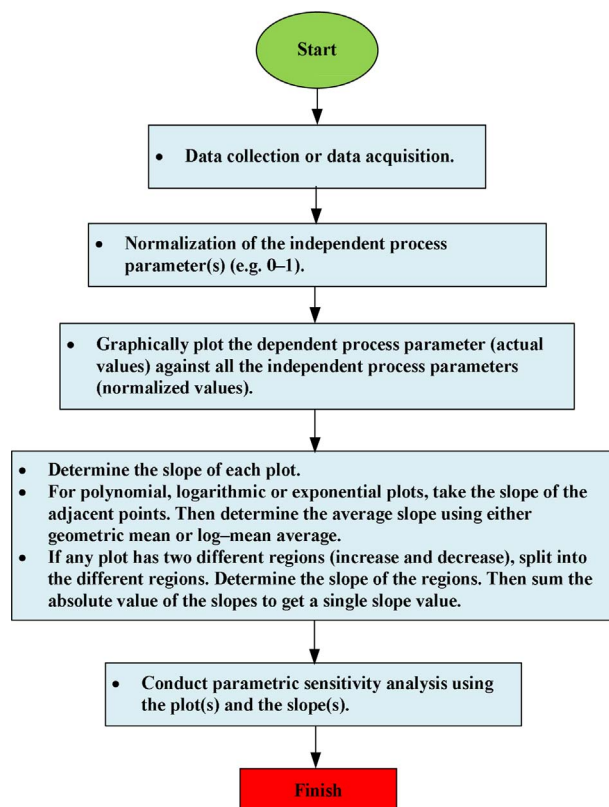 Start
• Data collection or data acquisition.
• Normalization of the independent process
parameter(s) (e.g. 0–1).
• Graphically plot the dependent process parameter (actual
values) against all the independent process parameters
(normalized values).
• Determine the slope of each plot.
• For polynomial, logarithmic or exponential plots, take the slope of the
adjacent points. Then determine the average slope using either
geometric mean or log–mean average.
• If any plot has two different regions (increase and decrease), split into
the different regions. Determine the slope of the regions. Then sum the
absolute value of the slopes to get a single slope value.
• Conduct parametric sensitivity analysis using
the plot(s) and the slope(s).
Finish